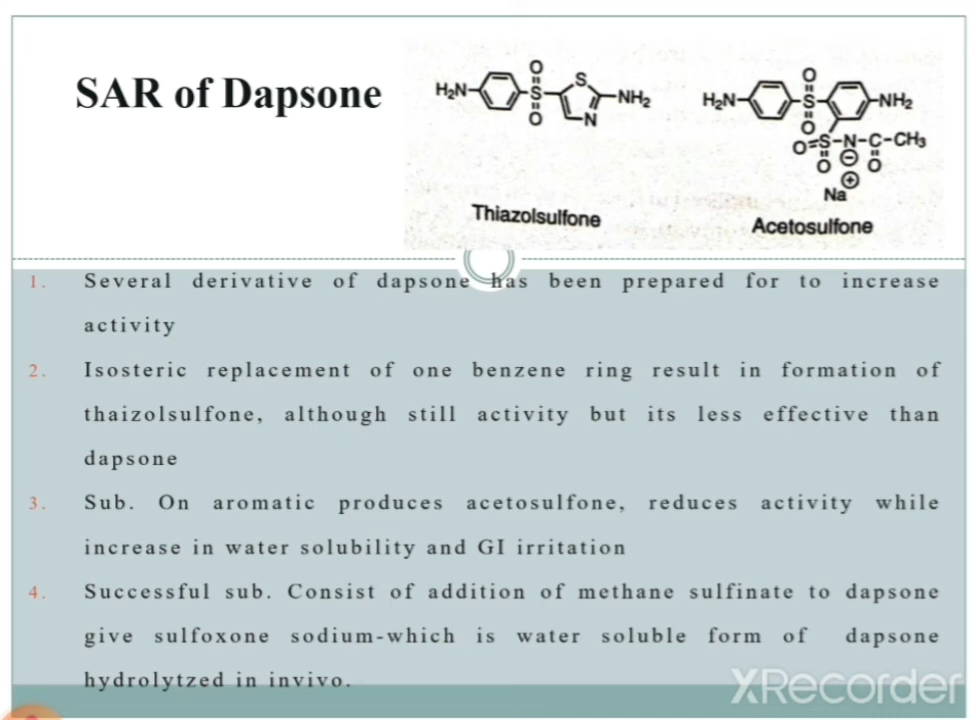 SAR of Dapsone
H₂N
O
S
O
S
N
NH₂
Thiazolsulfone
H₂N
O
S
O
NH₂
O=S-N-C-CH₃
O ⊖ O
⊕
Na
Acetosulfone
1. Several derivative of dapsone has been prepared for to increase
activity
2. Isosteric replacement of one benzene ring result in formation of
thaizolsulfone, although still activity but its less effective than
dapsone
3. Sub. On aromatic produces acetosulfone, reduces activity while
increase in water solubility and GI irritation
4. Successful sub. Consist of addition of methane sulfinate to dapsone
give sulfoxone sodium-which is water soluble form of dapsone
hydrolytzed in invivo.
XRecorder